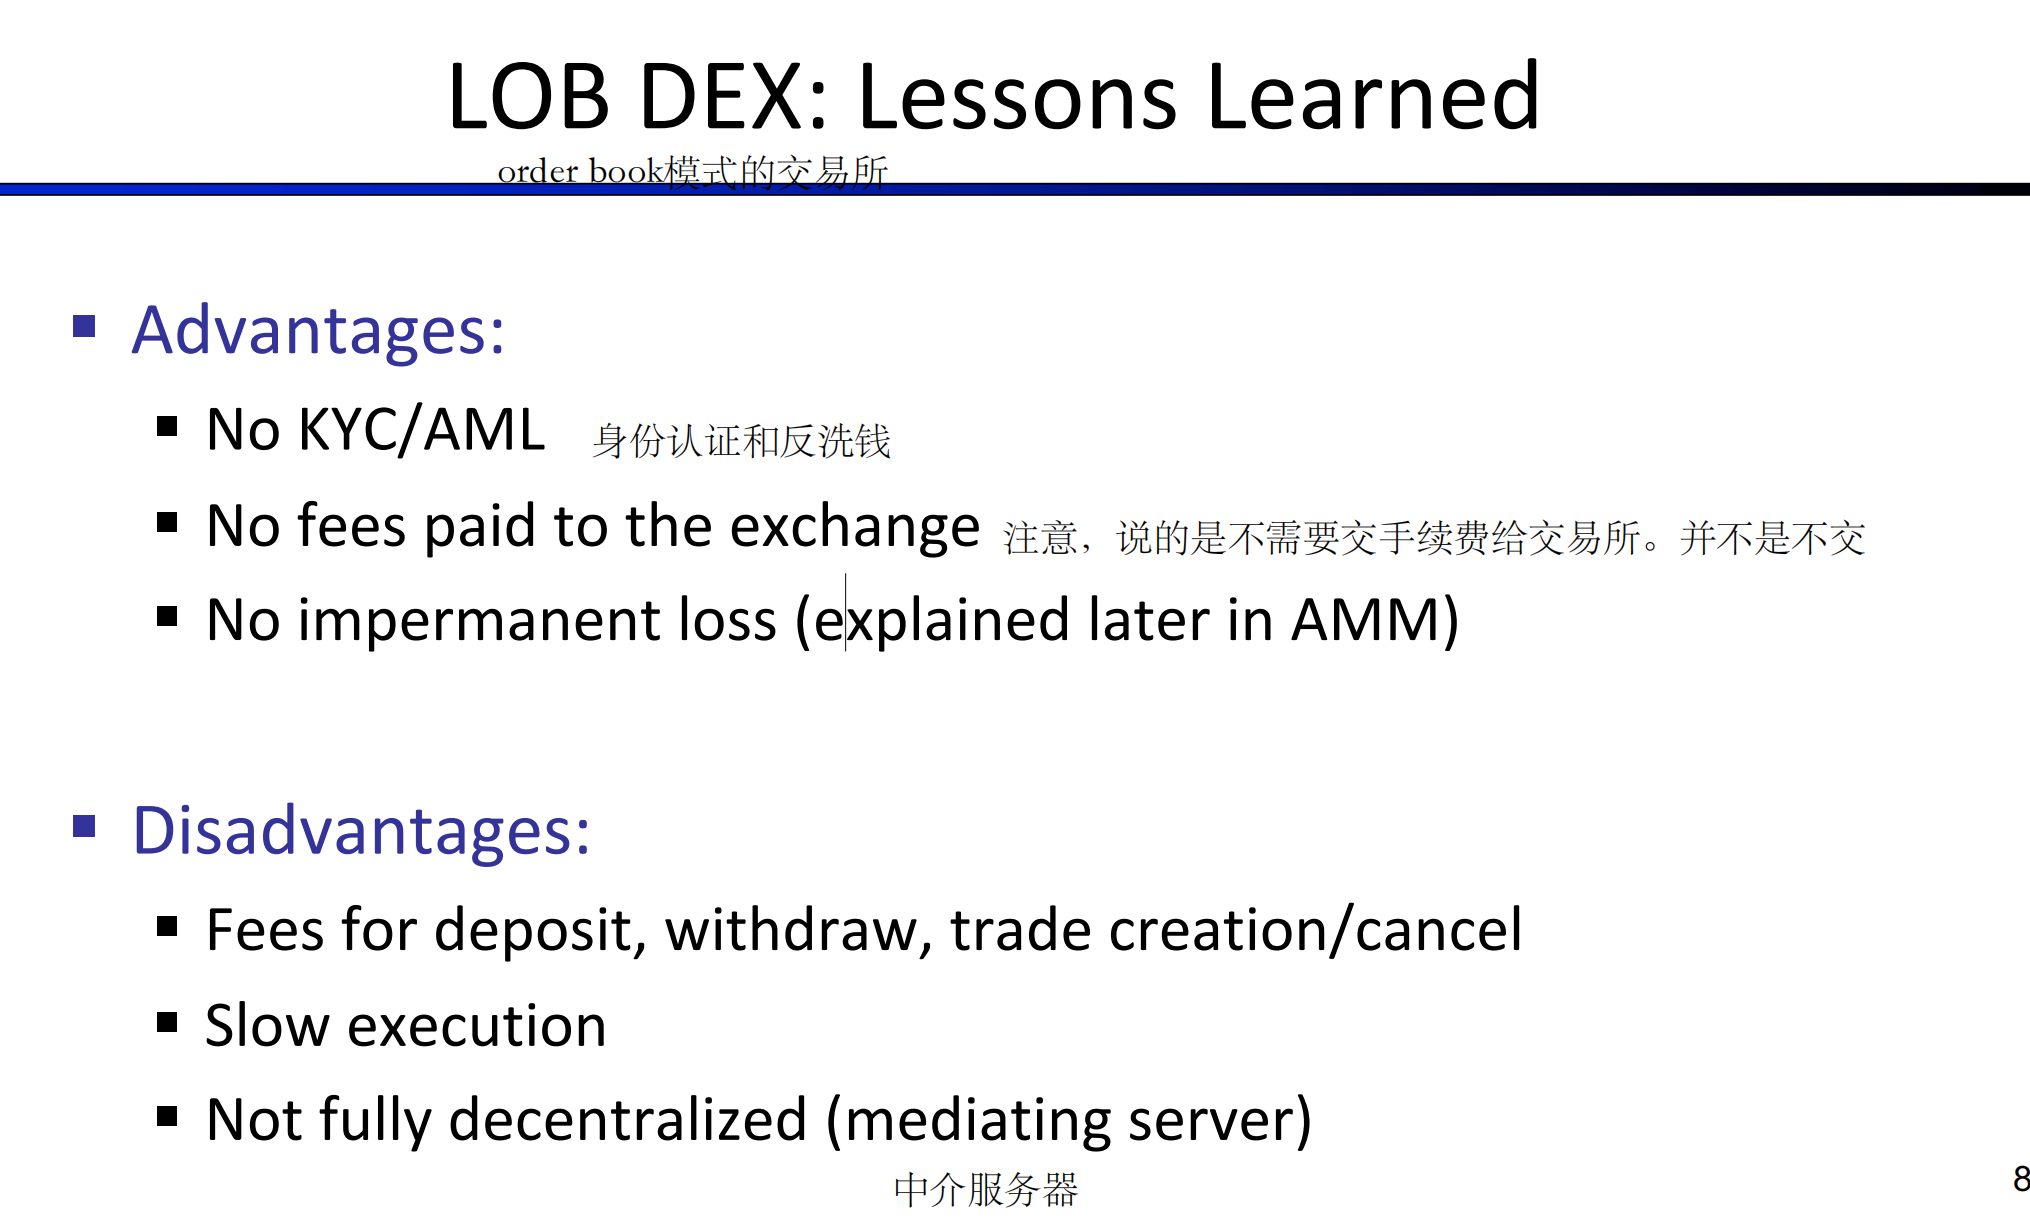 LOB DEX: Lessons Learned
order book模式的交易所
Advantages:
No KYC/AML 身份认证和反洗钱
No fees paid to the exchange 注意，说的是不需要交手续费给交易所。并不是不交
No impermanent loss (explained later in AMM)
Disadvantages:
Fees for deposit, withdraw, trade creation/cancel
Slow execution
Not fully decentralized (mediating server)
中介服务器
8